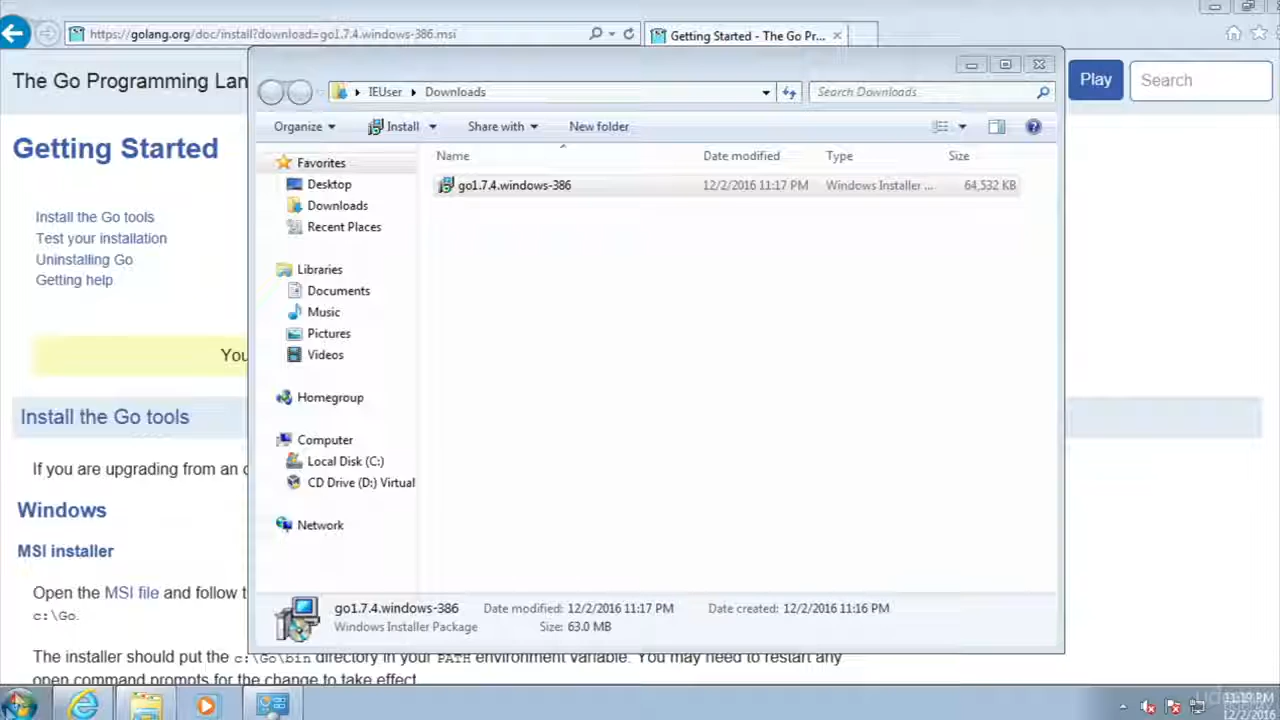 https://golang.org/doc/install?download=go1.7.4.windows-386.msi
Getting Started - The Go Pr...
The Go Programming Lan
Play
Search
IEUser
Downloads
Search Downloads
Organize
Install
Share with
New folder
Getting Started
Install the Go tools
Test your installation
Uninstalling Go
Getting help
You
Install the Go tools
If you are upgrading from an o
Windows
MSI installer
Open the MSI file and follow t
c:\Go.
Favorites
Desktop
Downloads
Recent Places
Libraries
Documents
Music
Pictures
Videos
Homegroup
Computer
Local Disk (C:)
CD Drive (D:) Virtual
Network
Name Date modified Type Size
go1.7.4.windows-386 12/2/2016 11:17 PM Windows Installer ... 64,532 KB
go1.7.4.windows-386 Date modified: 12/2/2016 11:17 PM Date created: 12/2/2016 11:16 PM
Windows Installer Package Size: 63.0 MB
The installer should put the c:\Go\bin directory in your PATH environment variable. You may need to restart any
open command prompts for the change to take effect
udemy
11:19 PM
12/2/2016